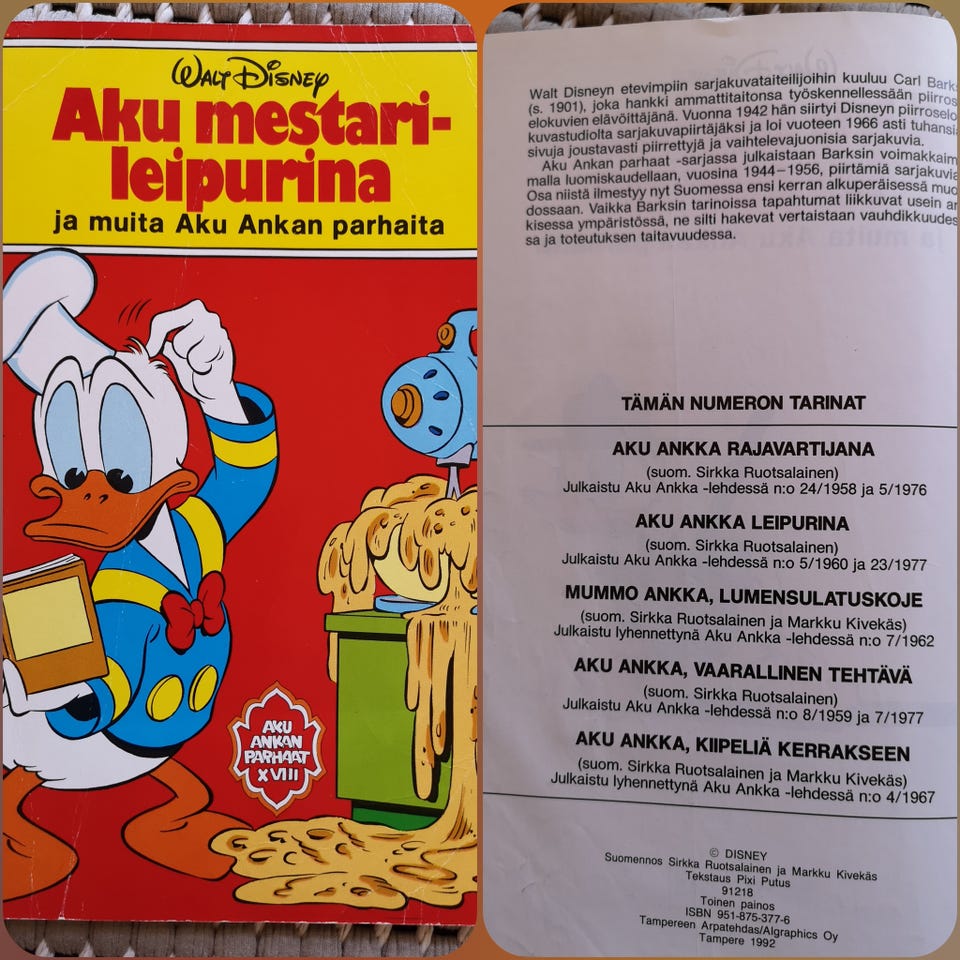 WALT DISNEY
Aku mestari-
leipurina
ja muita Aku Ankan parhaita
AKU
ANKAN
PARHAAT
XVIII
Walt Disneyn etevimpiin sarjakuvataiteilijoihin kuuluu Carl Barks
(s. 1901), joka hankki ammattitaitonsa työskennellessään piirros-
elokuvien elävöittäjänä. Vuonna 1942 hän siirtyi Disneyn piirroselo-
kuvastudiolta sarjakuvapiirtäjäksi ja loi vuoteen 1966 asti tuhansia
sivuja joustavasti piirrettyjä ja vaihtelevajuonisia sarjakuvia.
Aku Ankan parhaat -sarjassa julkaistaan Barksin voimakkaim-
malla luomiskaudellaan, vuosina 1944–1956, piirtämiä sarjakuvia.
Osa niistä ilmestyy nyt Suomessa ensi kerran alkuperäisessä muo-
dossaan. Vaikka Barksin tarinoissa tapahtumat liikkuvat usein ar-
kisessa ympäristössä, ne silti hakevat vertaistaan vauhdikkuudes-
sa ja toteutuksen taitavuudessa.
TÄMÄN NUMERON TARINAT
AKU ANKKA RAJAVARTIJANA
(suom. Sirkka Ruotsalainen)
Julkaistu Aku Ankka -lehdessä n:o 24/1958 ja 5/1976
AKU ANKKA LEIPURINA
(suom. Sirkka Ruotsalainen)
Julkaistu Aku Ankka -lehdessä n:o 5/1960 ja 23/1977
MUMMO ANKKA, LUMENSULATUSKOJE
(suom. Sirkka Ruotsalainen ja Markku Kivekäs)
Julkaistu lyhennettynä Aku Ankka -lehdessä n:o 7/1962
AKU ANKKA, VAARALLINEN TEHTÄVÄ
(suom. Sirkka Ruotsalainen)
Julkaistu Aku Ankka -lehdessä n:o 8/1959 ja 7/1977
AKU ANKKA, KIIPELIÄ KERRAKSEEN
(suom. Sirkka Ruotsalainen ja Markku Kivekäs)
Julkaistu lyhennettynä Aku Ankka -lehdessä n:o 4/1967
© DISNEY
Suomennos Sirkka Ruotsalainen ja Markku Kivekäs
Tekstaus Pixi Putus
91218
Toinen painos
ISBN 951-875-377-6
Tampereen Arpatehdas/Algraphics Oy
Tampere 1992